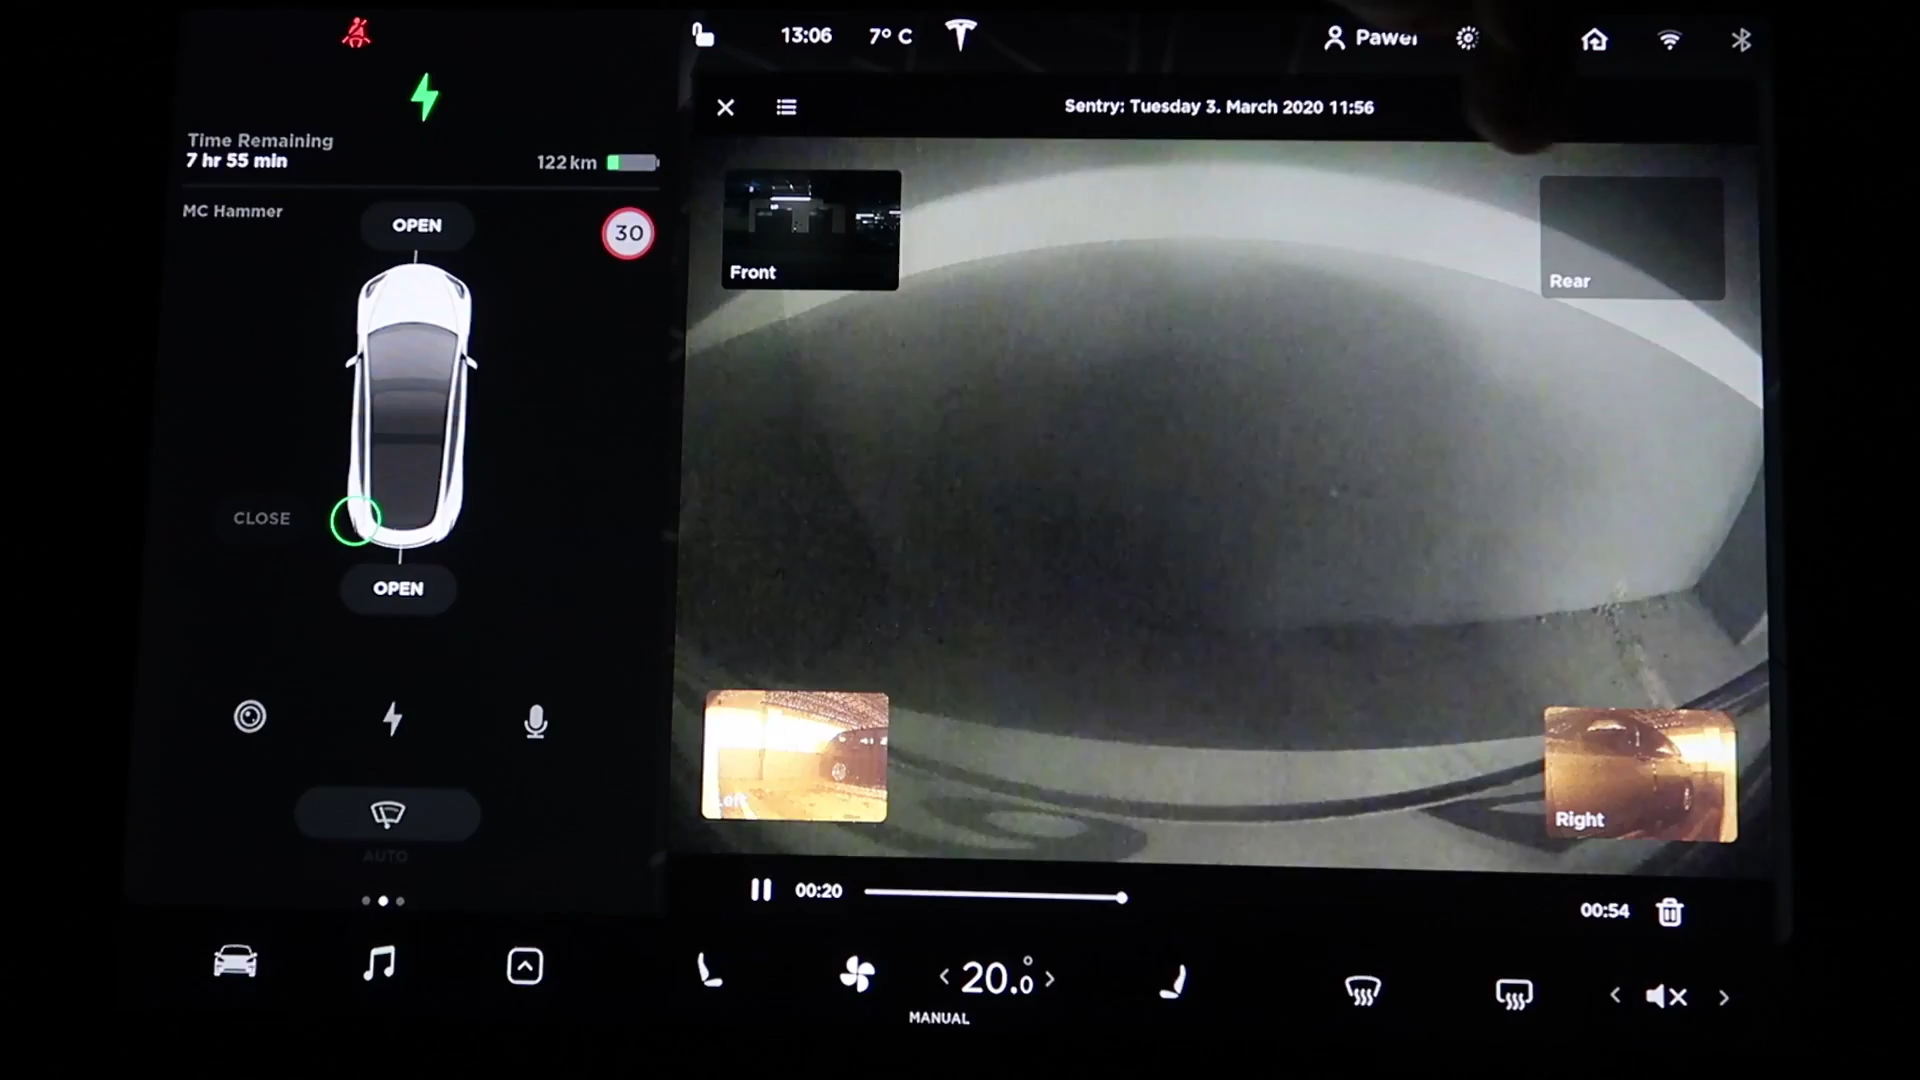 13:06 7° C
Pawel
Sentry: Tuesday 3. March 2020 11:56
Time Remaining
7 hr 55 min
122 km
MC Hammer
OPEN
30
CLOSE
OPEN
AUTO
Front
Rear
Left
Right
00:20
00:54
20.0°
MANUAL